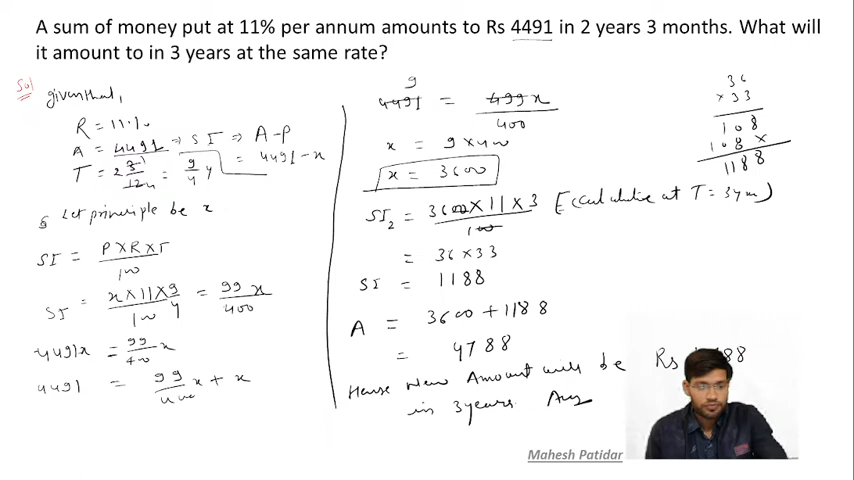 A sum of money put at 11% per annum amounts to Rs 4491 in 2 years 3 months. What will
it amount to in 3 years at the same rate?
Sol
given that,
R = 11%
A = 4491 => SI => A-P
= 4491-x
T = 2 3/12 = 9/4 y
Let principle be x
SI = P×R×T/100
SI = x×11×9/100 4 = 99x/400
4491x = 99/400 x
4491 = 99/400 x + x
9
4491 = 499x/400
x = 9×400
x = 3600
SI2 = 3600×11×3/100 [Calculative at T=3 year)
= 36×33
SI = 1188
A = 3600+1188
= 4788
Hense New Amount will be Rs 88
in 3 years Ans
36
×33
108
108×
1188
Mahesh Patidar